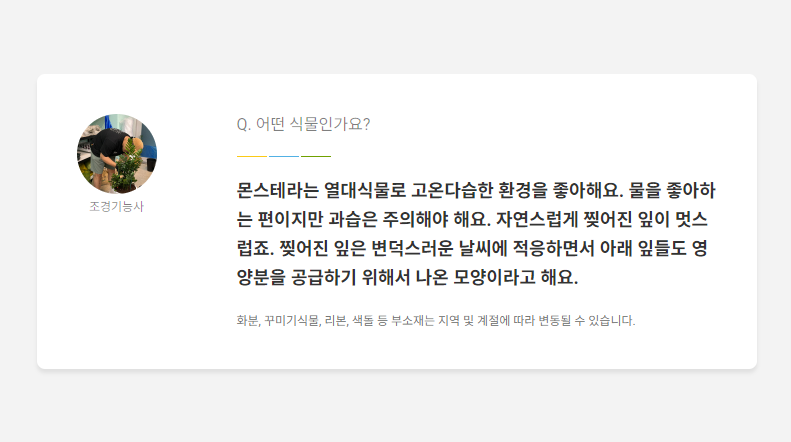 Q. 어떤 식물인가요?
조경기능사
몬스테라는 열대식물로 고온다습한 환경을 좋아해요. 물을 좋아하
는 편이지만 과습은 주의해야 해요. 자연스럽게 찢어진 잎이 멋스
럽죠. 찢어진 잎은 변덕스러운 날씨에 적응하면서 아래 잎들도 영
양분을 공급하기 위해서 나온 모양이라고 해요.
화분, 꾸미기식물, 리본, 색돌 등 부소재는 지역 및 계절에 따라 변동될 수 있습니다.